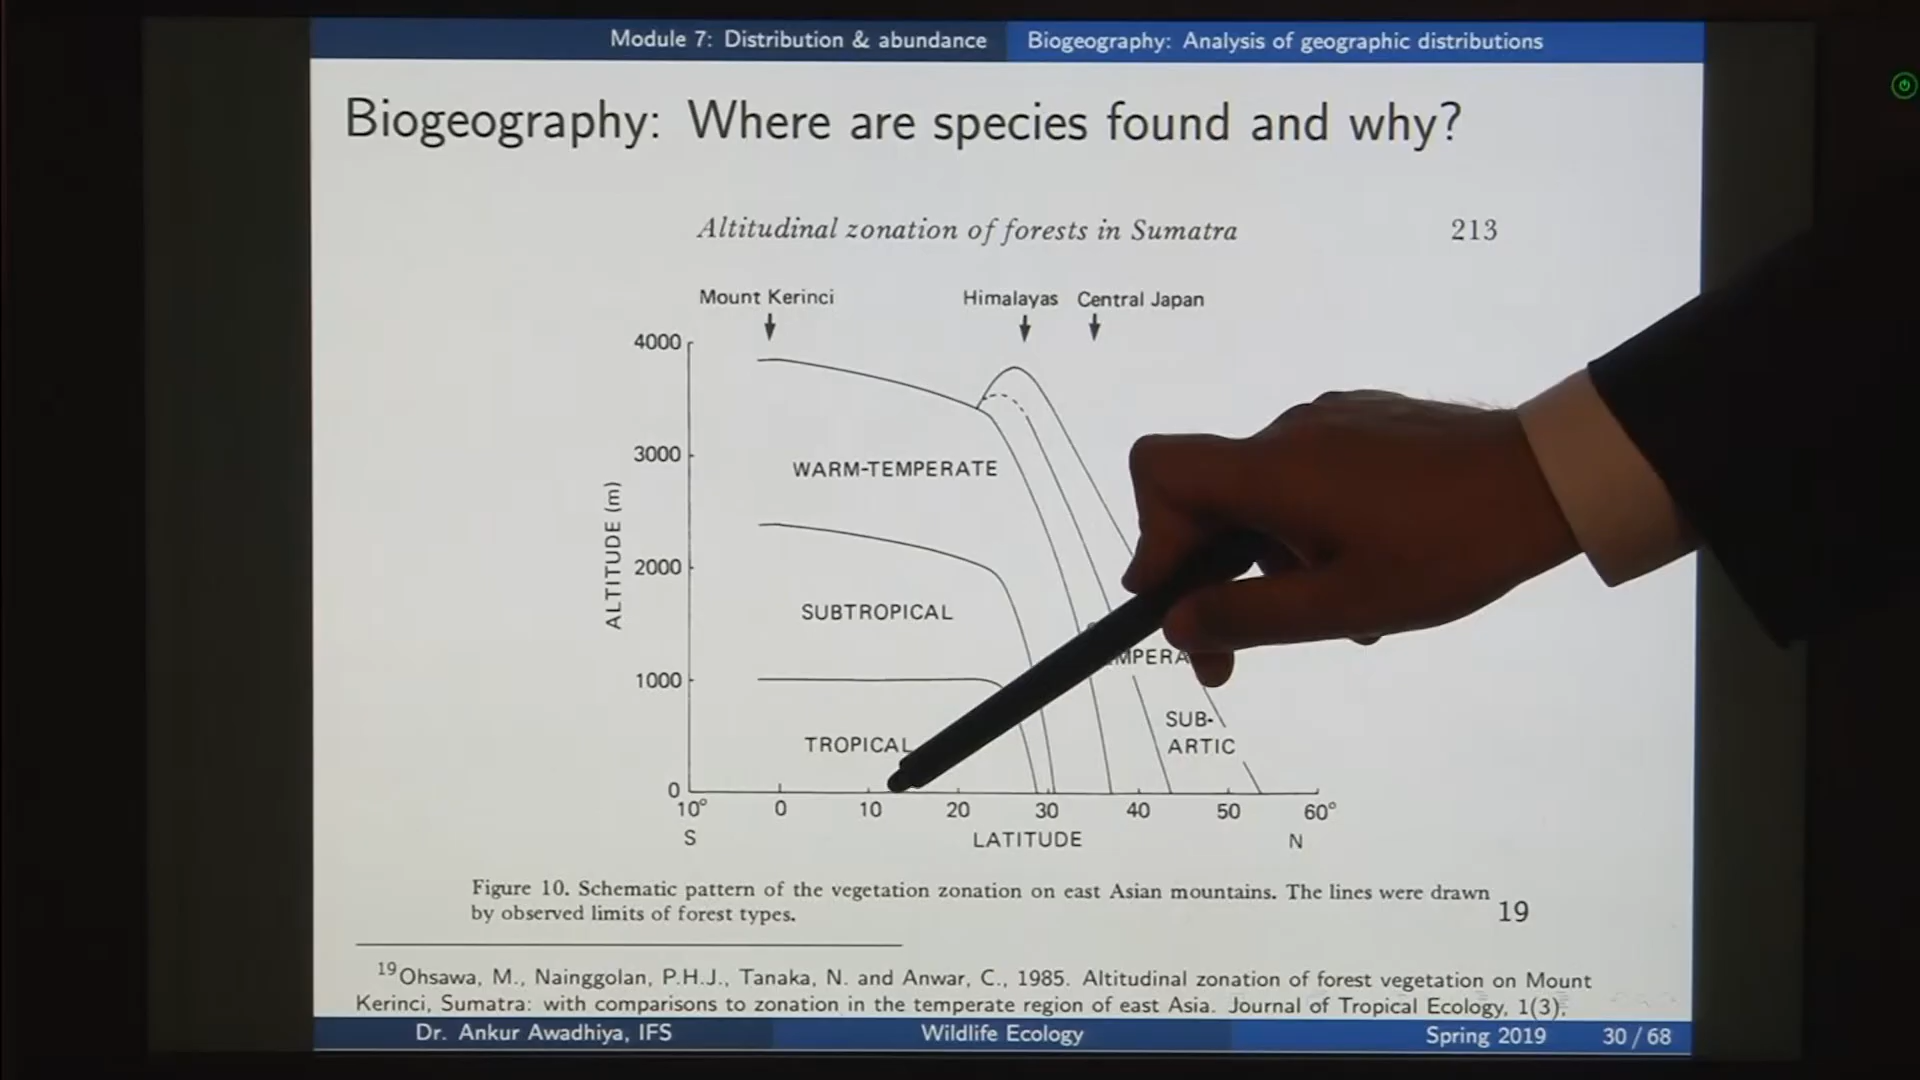 Module 7: Distribution & abundance Biogeography: Analysis of geographic distributions
Biogeography: Where are species found and why?
Altitudinal zonation of forests in Sumatra 213
Mount Kerinci Himalayas Central Japan
4000
3000
WARM-TEMPERATE
ALTITUDE (m)
2000
SUBTROPICAL
1000
SUB-
ARTIC
TROPICAL
0
10° 0 10 20 30 40 50 60°
S LATITUDE N
Figure 10. Schematic pattern of the vegetation zonation on east Asian mountains. The lines were drawn
by observed limits of forest types. 19
19 Ohsawa, M., Nainggolan, P.H.J., Tanaka, N. and Anwar, C., 1985. Altitudinal zonation of forest vegetation on Mount
Kerinci, Sumatra: with comparisons to zonation in the temperate region of east Asia. Journal of Tropical Ecology, 1(3),
Dr. Ankur Awadhiya, IFS Wildlife Ecology Spring 2019 30 / 68